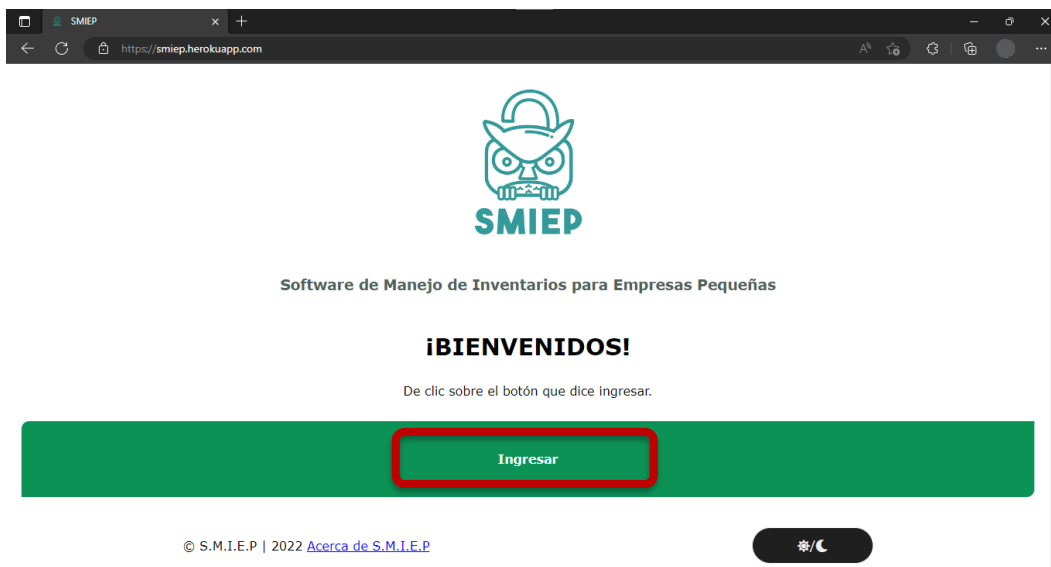 SMIEP
https://smiep.herokuapp.com
SMIEP
Software de Manejo de Inventarios para Empresas Pequeñas
¡BIENVENIDOS!
De clic sobre el botón que dice ingresar.
Ingresar
© S.M.I.E.P | 2022 Acerca de S.M.I.E.P